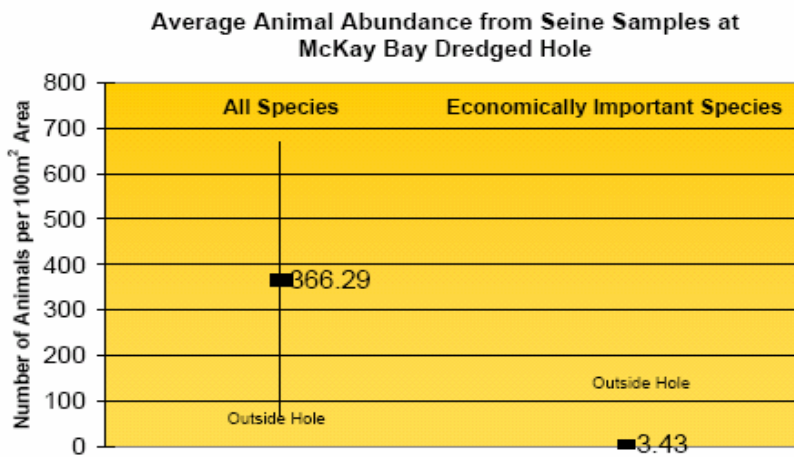 Average Animal Abundance from Seine Samples at
McKay Bay Dredged Hole
Number of Animals per 100m² Area
800
700
600
500
400
300
200
100
0
All Species
Economically Important Species
366.29
Outside Hole
Outside Hole
3.43